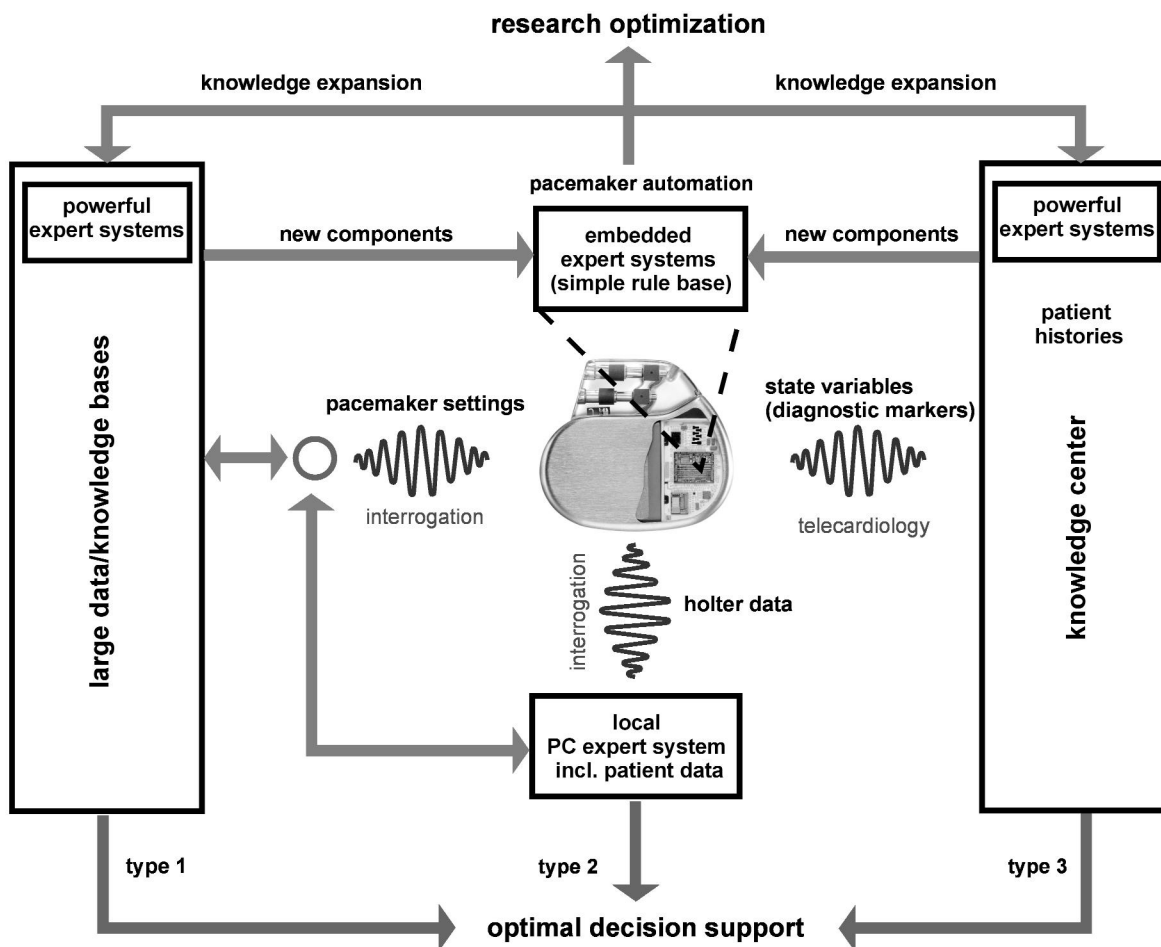 research optimization
knowledge expansion
knowledge expansion
pacemaker automation
powerful
expert systems
new components
embedded
expert systems
(simple rule base)
new components
powerful
expert systems
patient
histories
large data/knowledge bases
pacemaker settings
interrogation
state variables
(diagnostic markers)
telecardiology
knowledge center
interrogation
holter data
local
PC expert system
incl. patient data
type 1
type 2
type 3
optimal decision support